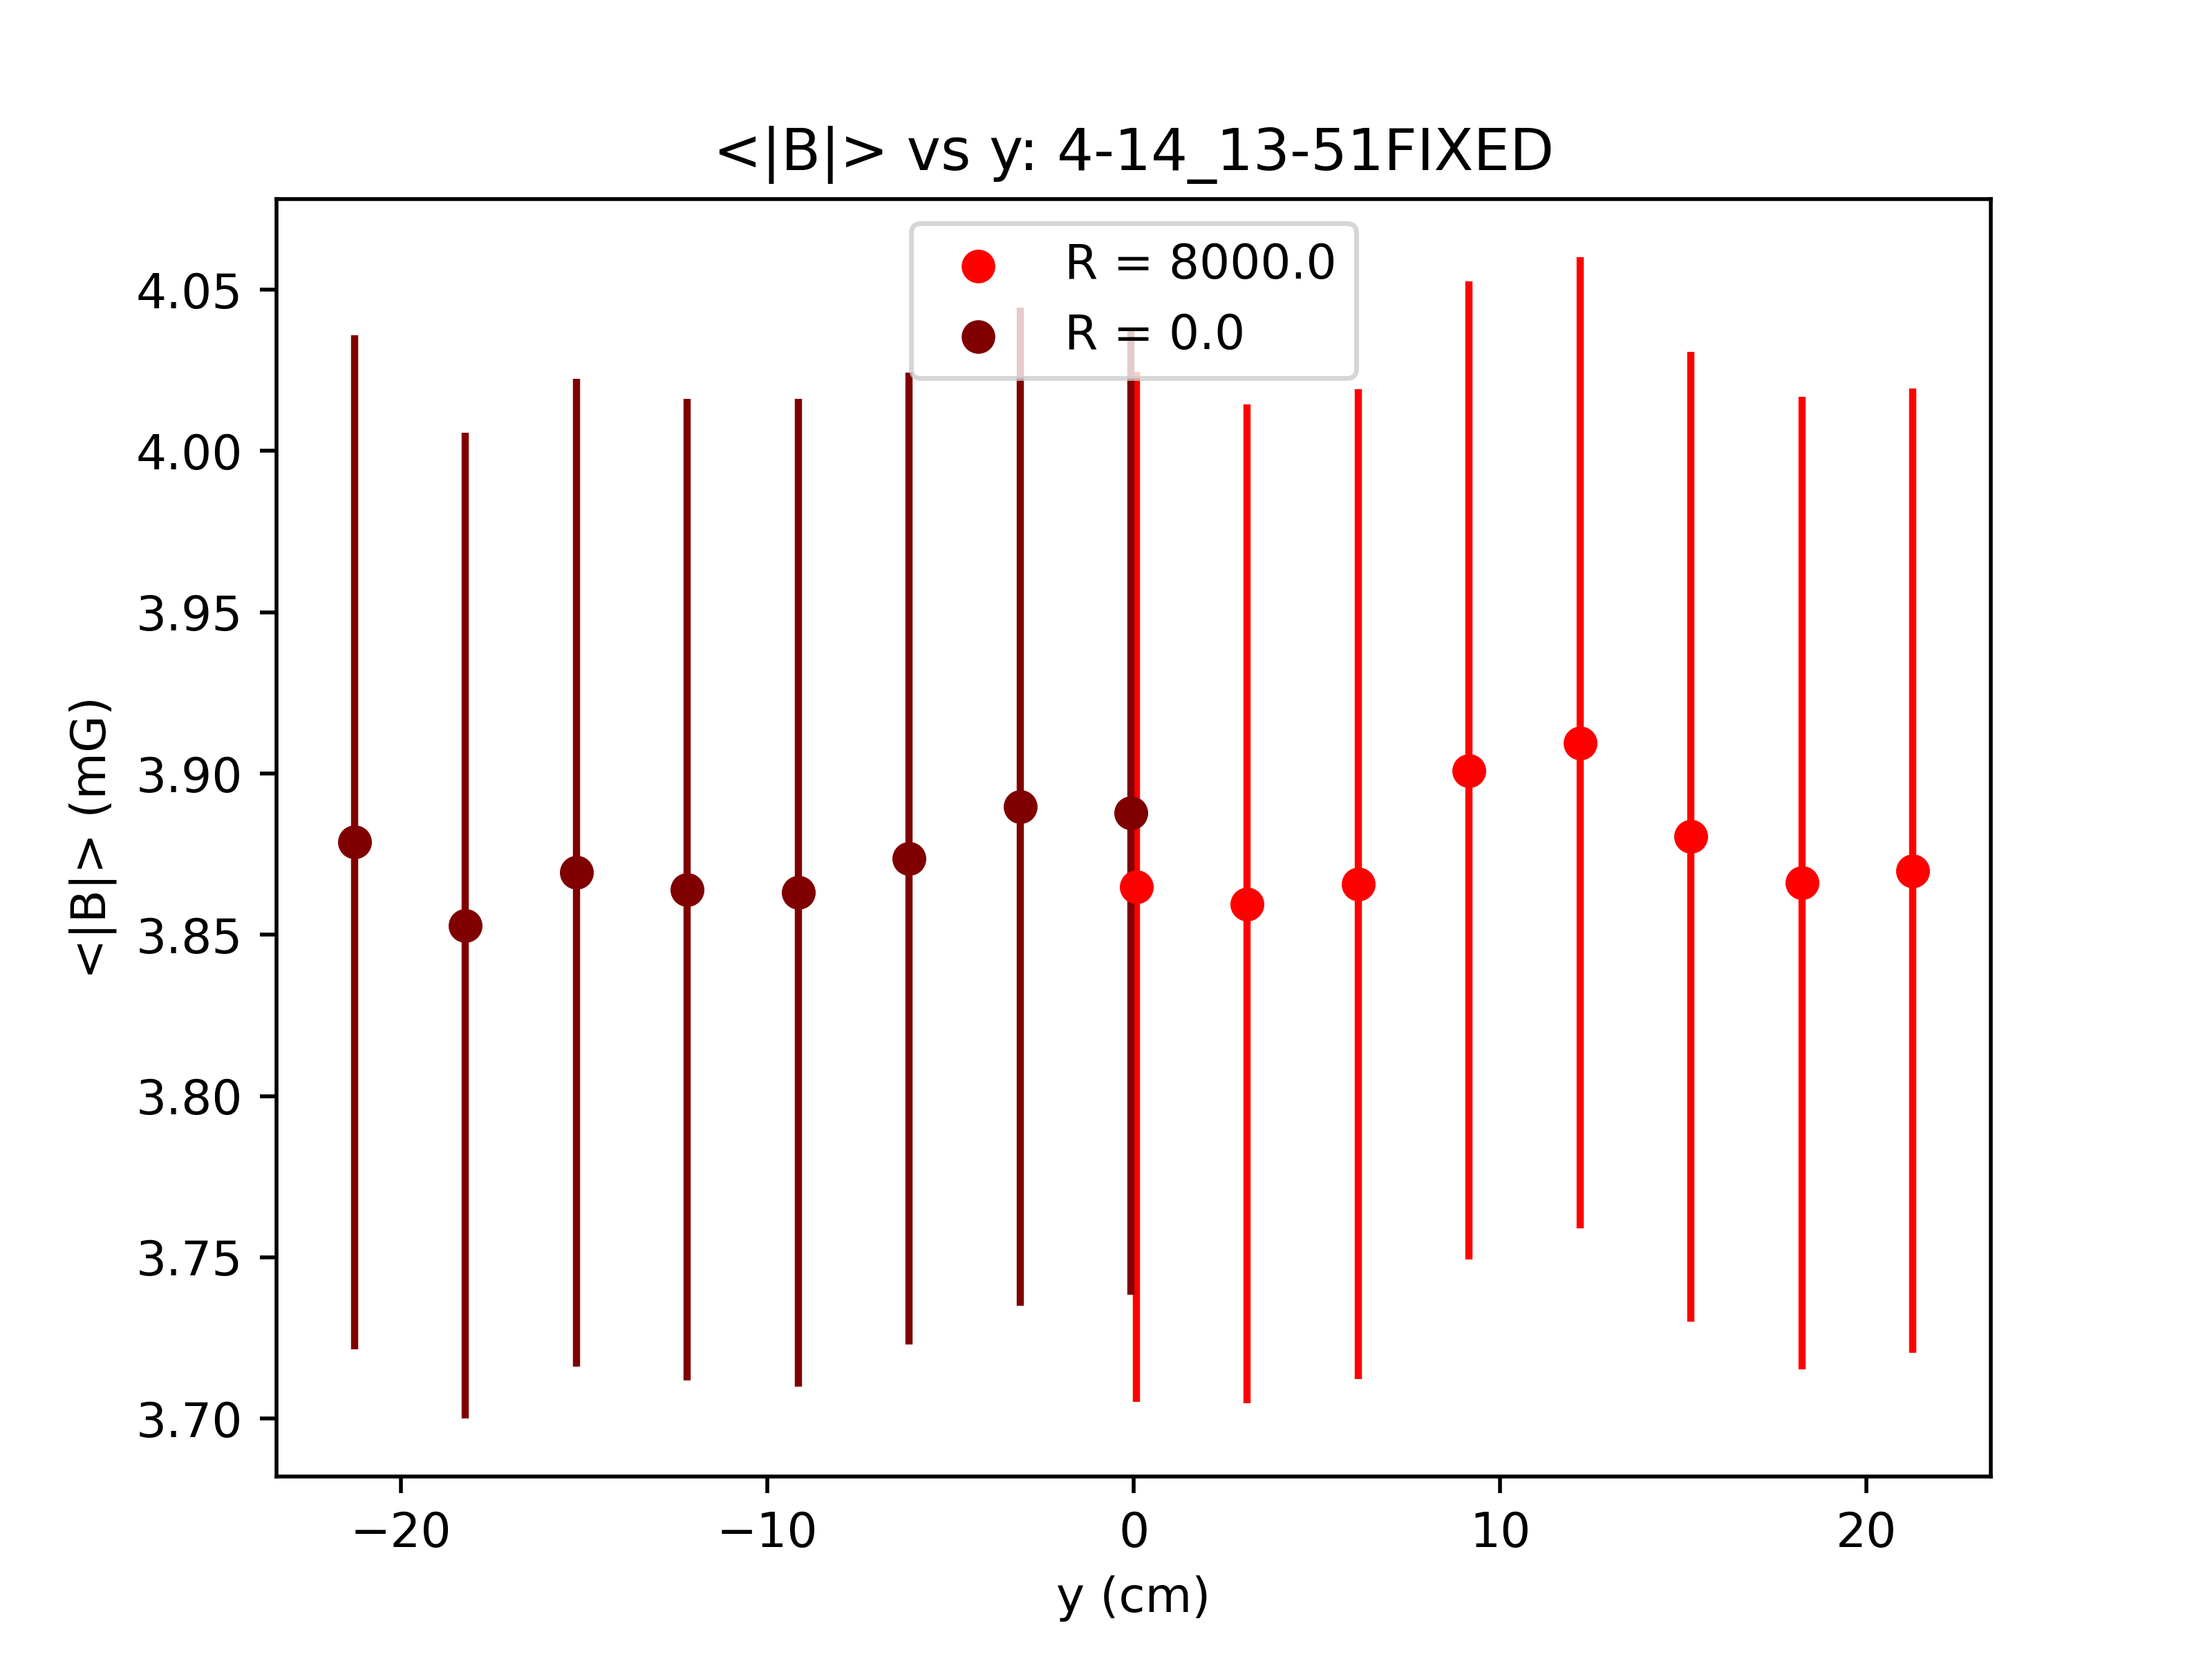 <|B|> vs y: 4-14_13-51FIXED
R = 8000.0
R = 0.0
4.05
4.00
3.95
3.90
3.85
3.80
3.75
3.70
<|B|> (mG)
−20
−10
0
10
20
y (cm)